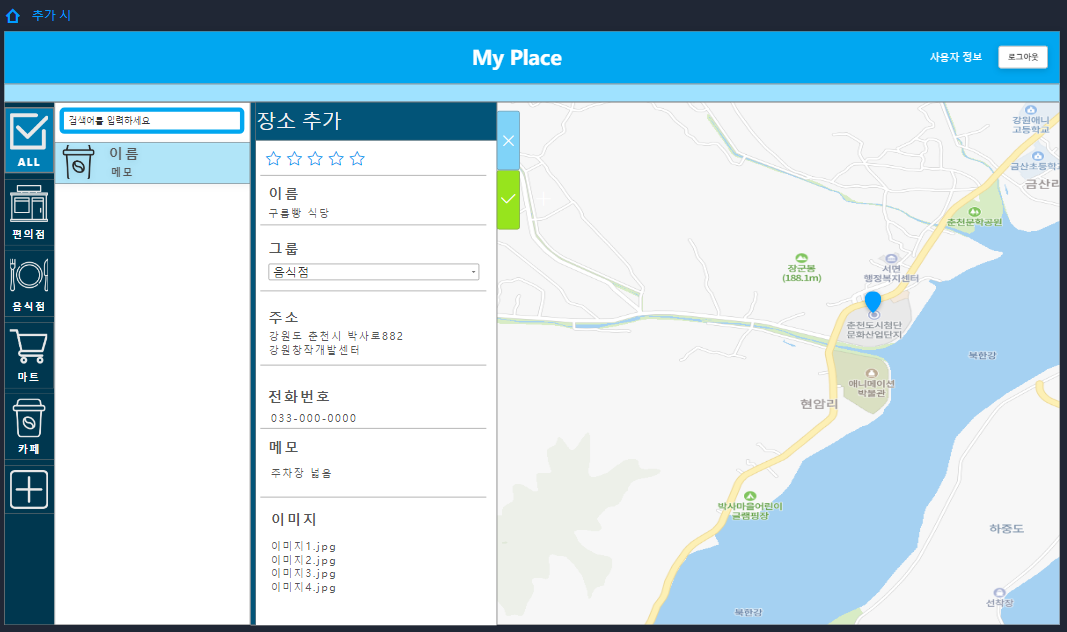 추가 시
My Place
사용자 정보
로그아웃
ALL
편의점
음식점
마트
카페
검색어를 입력하세요
이름
메모
장소 추가
이름
구름빵 식당
그룹
음식점
주소
강원도 춘천시 박사로882
강원창작개발센터
전화번호
033-000-0000
메모
주차장 넓음
이미지
이미지1.jpg
이미지2.jpg
이미지3.jpg
이미지4.jpg
강원애니
고등학교
금산초등학교
금산리
춘천문학공원
장군봉
(188.1m)
서면
행정복지센터
춘천도시첨단
문화산업단지
북한강
애니메이션
박물관
현암리
박사마을어린이
글램핑장
하중도
선착장
북한강